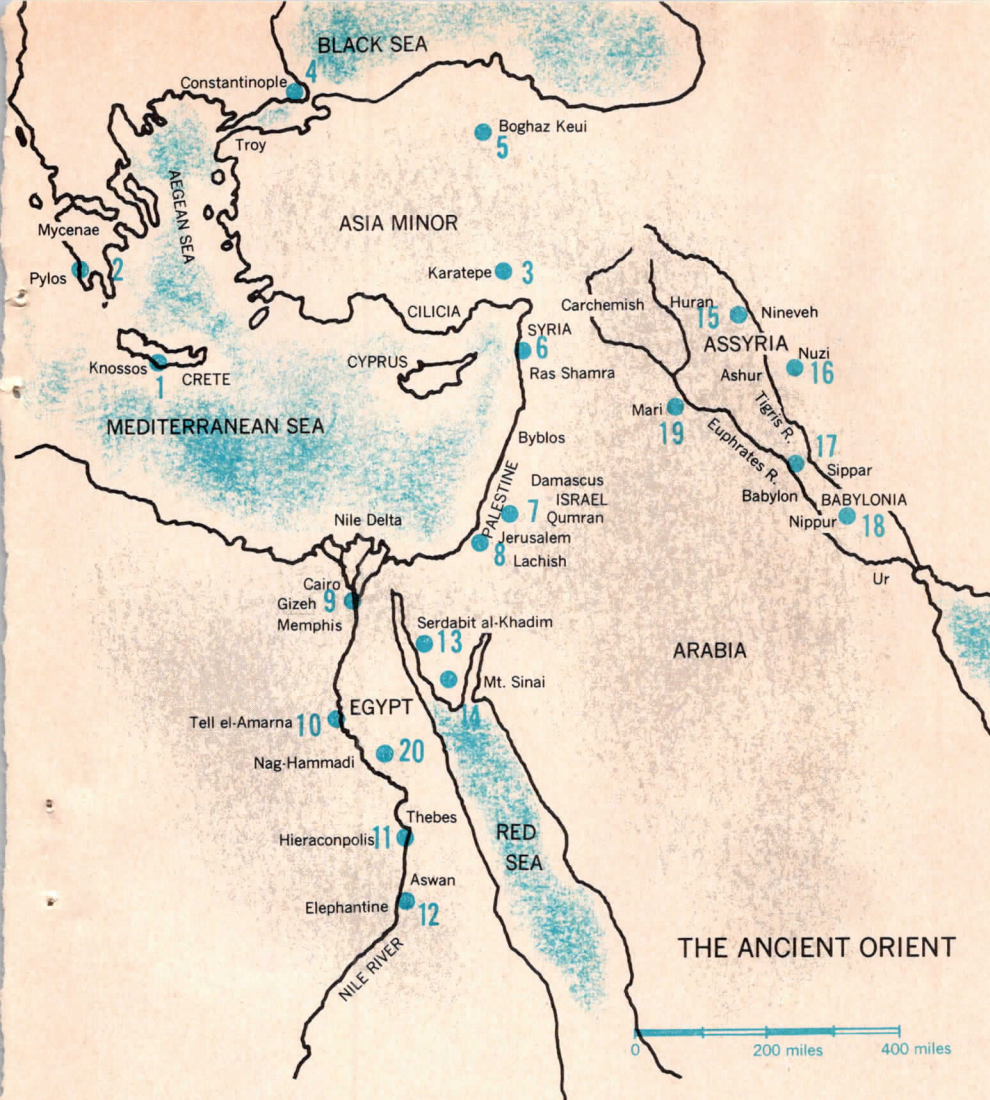 BLACK SEA
4
Constantinople
Troy
Boghaz Keui
5
AEGEAN SEA
ASIA MINOR
Mycenae
Pylos
2
Karatepe
3
CILICIA
Carchemish
Huran
15
Nineveh
SYRIA
6
ASSYRIA
Knossos
1
CRETE
CYPRUS
Ras Shamra
Nuzi
16
Ashur
Tigris R.
Mari
19
MEDITERRANEAN SEA
Byblos
Euphrates R.
17
Sippar
Damascus
PALESTINE
ISRAEL
7
Qumran
Babylon
BABYLONIA
Nippur
18
Nile Delta
Jerusalem
8
Lachish
Ur
Cairo
Gizeh
9
Memphis
Serdabit al-Khadim
13
ARABIA
Mt. Sinai
14
Tell el-Amarna
10
EGYPT
20
Nag-Hammadi
Thebes
Hieraconpolis
11
RED
SEA
Aswan
Elephantine
12
NILE RIVER
THE ANCIENT ORIENT
0
200 miles
400 miles